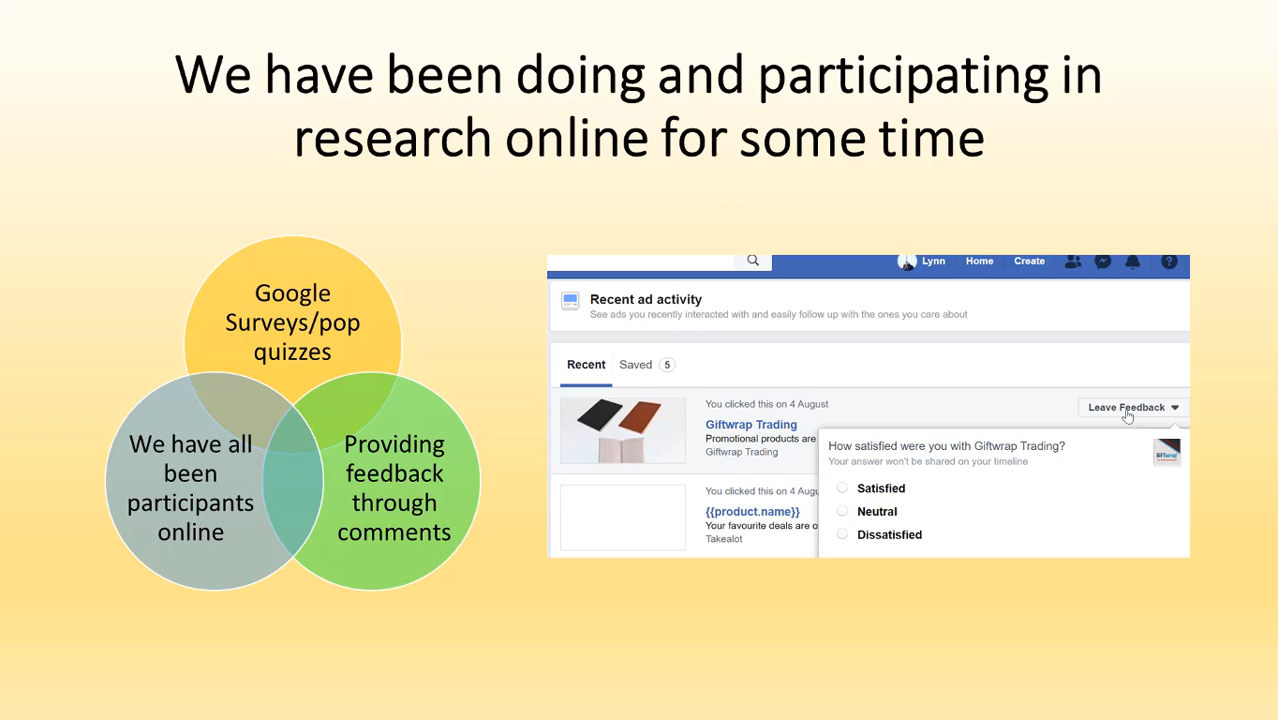 We have been doing and participating in
research online for some time
Google
Surveys/pop
quizzes
We have all
been
participants
online
Providing
feedback
through
comments
Lynn Home Create
Recent ad activity
See ads you recently interacted with and easily follow up with the ones you care about
Recent Saved 5
You clicked this on 4 August
Giftwrap Trading
Promotional products are
Giftwrap Trading
Leave Feedback
How satisfied were you with Giftwrap Trading?
Your answer won't be shared on your timeline
Satisfied
Neutral
Dissatisfied
You clicked this on 4 Augu
{{product.name}}
Your favourite deals are o
Takealot